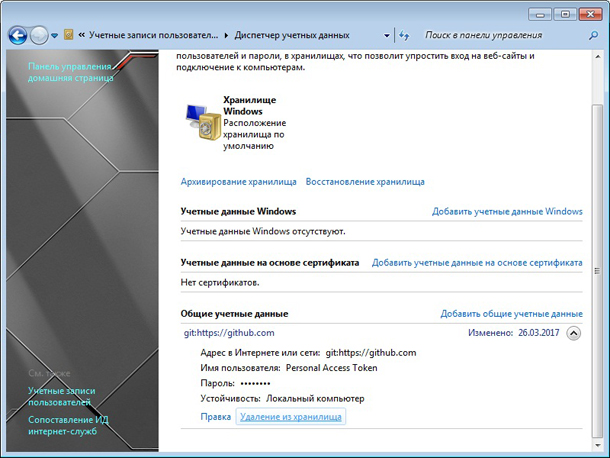 Учетные записи пользовател... Диспетчер учетных данных Поиск в панели управления
Панель управления
домашняя страница
пользователей и пароли, в хранилищах, что позволит упростить вход на веб-сайты и
подключение к компьютерам.
Хранилище
Windows
Расположение
хранилища по
умолчанию
Архивирование хранилища Восстановление хранилища
Учетные данные Windows Добавить учетные данные Windows
Учетные данные Windows отсутствуют.
Учетные данные на основе сертификата Добавить учетные данные на основе сертификата
Нет сертификатов.
Общие учетные данные Добавить общие учетные данные
git:https://github.com Изменено: 26.03.2017
Адрес в Интернете или сети: git:https://github.com
Имя пользователя: Personal Access Token
Пароль: ••••••••
Устойчивость: Локальный компьютер
Правка Удаление из хранилища
См. также
Учетные записи
пользователей
Сопоставление ИД
интернет-служб